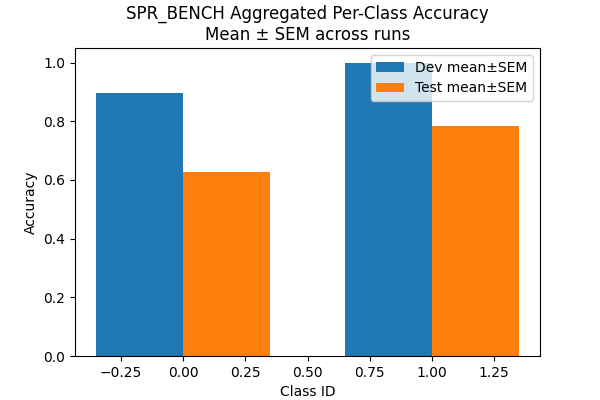 SPR_BENCH Aggregated Per-Class Accuracy
Mean ± SEM across runs
Dev mean±SEM
Test mean±SEM
Accuracy
1.0
0.8
0.6
0.4
0.2
0.0
−0.25 0.00 0.25 0.50 0.75 1.00 1.25
Class ID